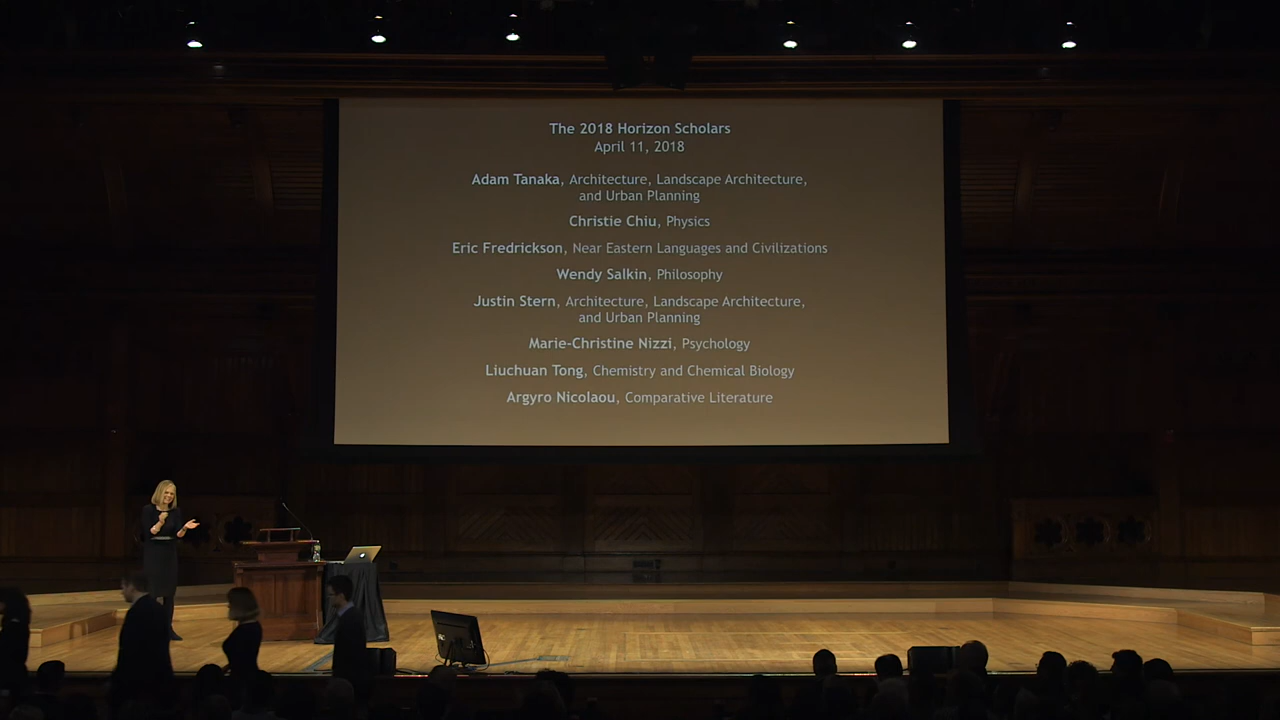 The 2018 Horizon Scholars
April 11, 2018
Adam Tanaka, Architecture, Landscape Architecture,
and Urban Planning
Christie Chiu, Physics
Eric Fredrickson, Near Eastern Languages and Civilizations
Wendy Salkin, Philosophy
Justin Stern, Architecture, Landscape Architecture,
and Urban Planning
Marie-Christine Nizzi, Psychology
Liuchuan Tong, Chemistry and Chemical Biology
Argyro Nicolaou, Comparative Literature